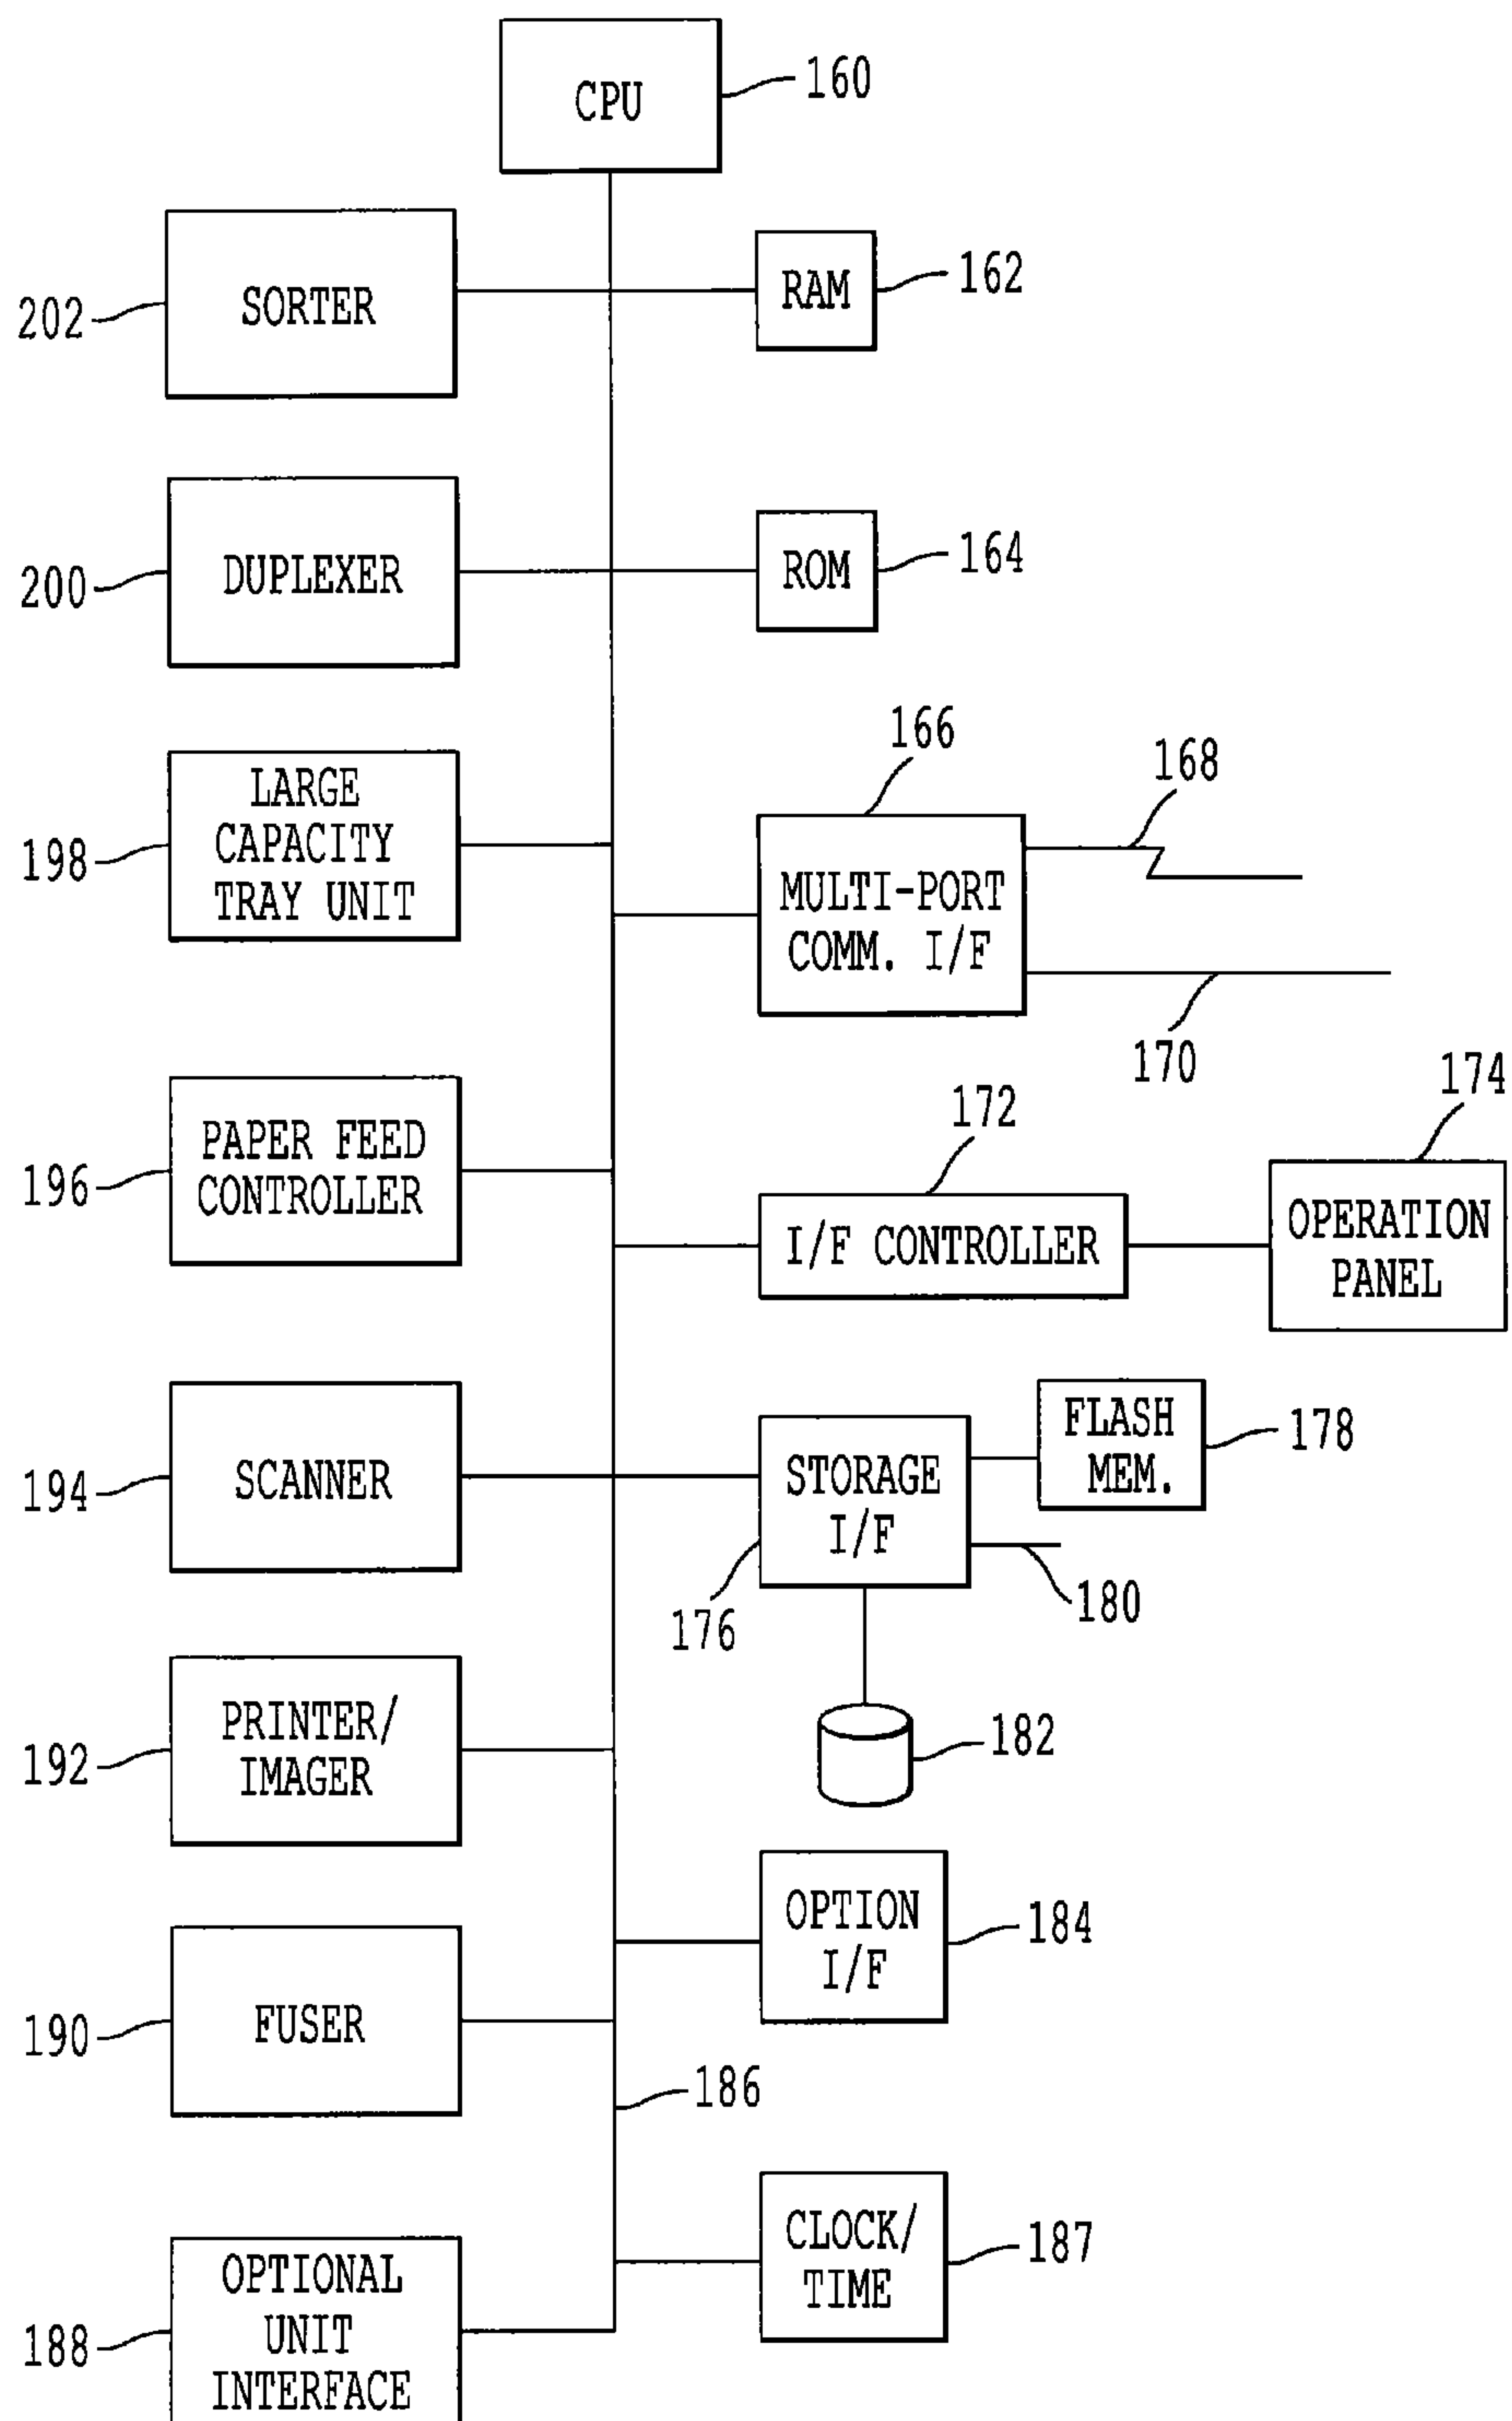 CPU
160
SORTER
202
RAM
162
DUPLEXER
200
ROM
164
LARGE
CAPACITY
TRAY UNIT
198
166
168
MULTI-PORT
COMM. I/F
170
PAPER FEED
CONTROLLER
196
172
I/F CONTROLLER
174
OPERATION
PANEL
SCANNER
194
STORAGE
I/F
176
FLASH
MEM.
178
180
182
PRINTER/
IMAGER
192
OPTION
I/F
184
FUSER
190
186
CLOCK/
TIME
187
OPTIONAL
UNIT
INTERFACE
188